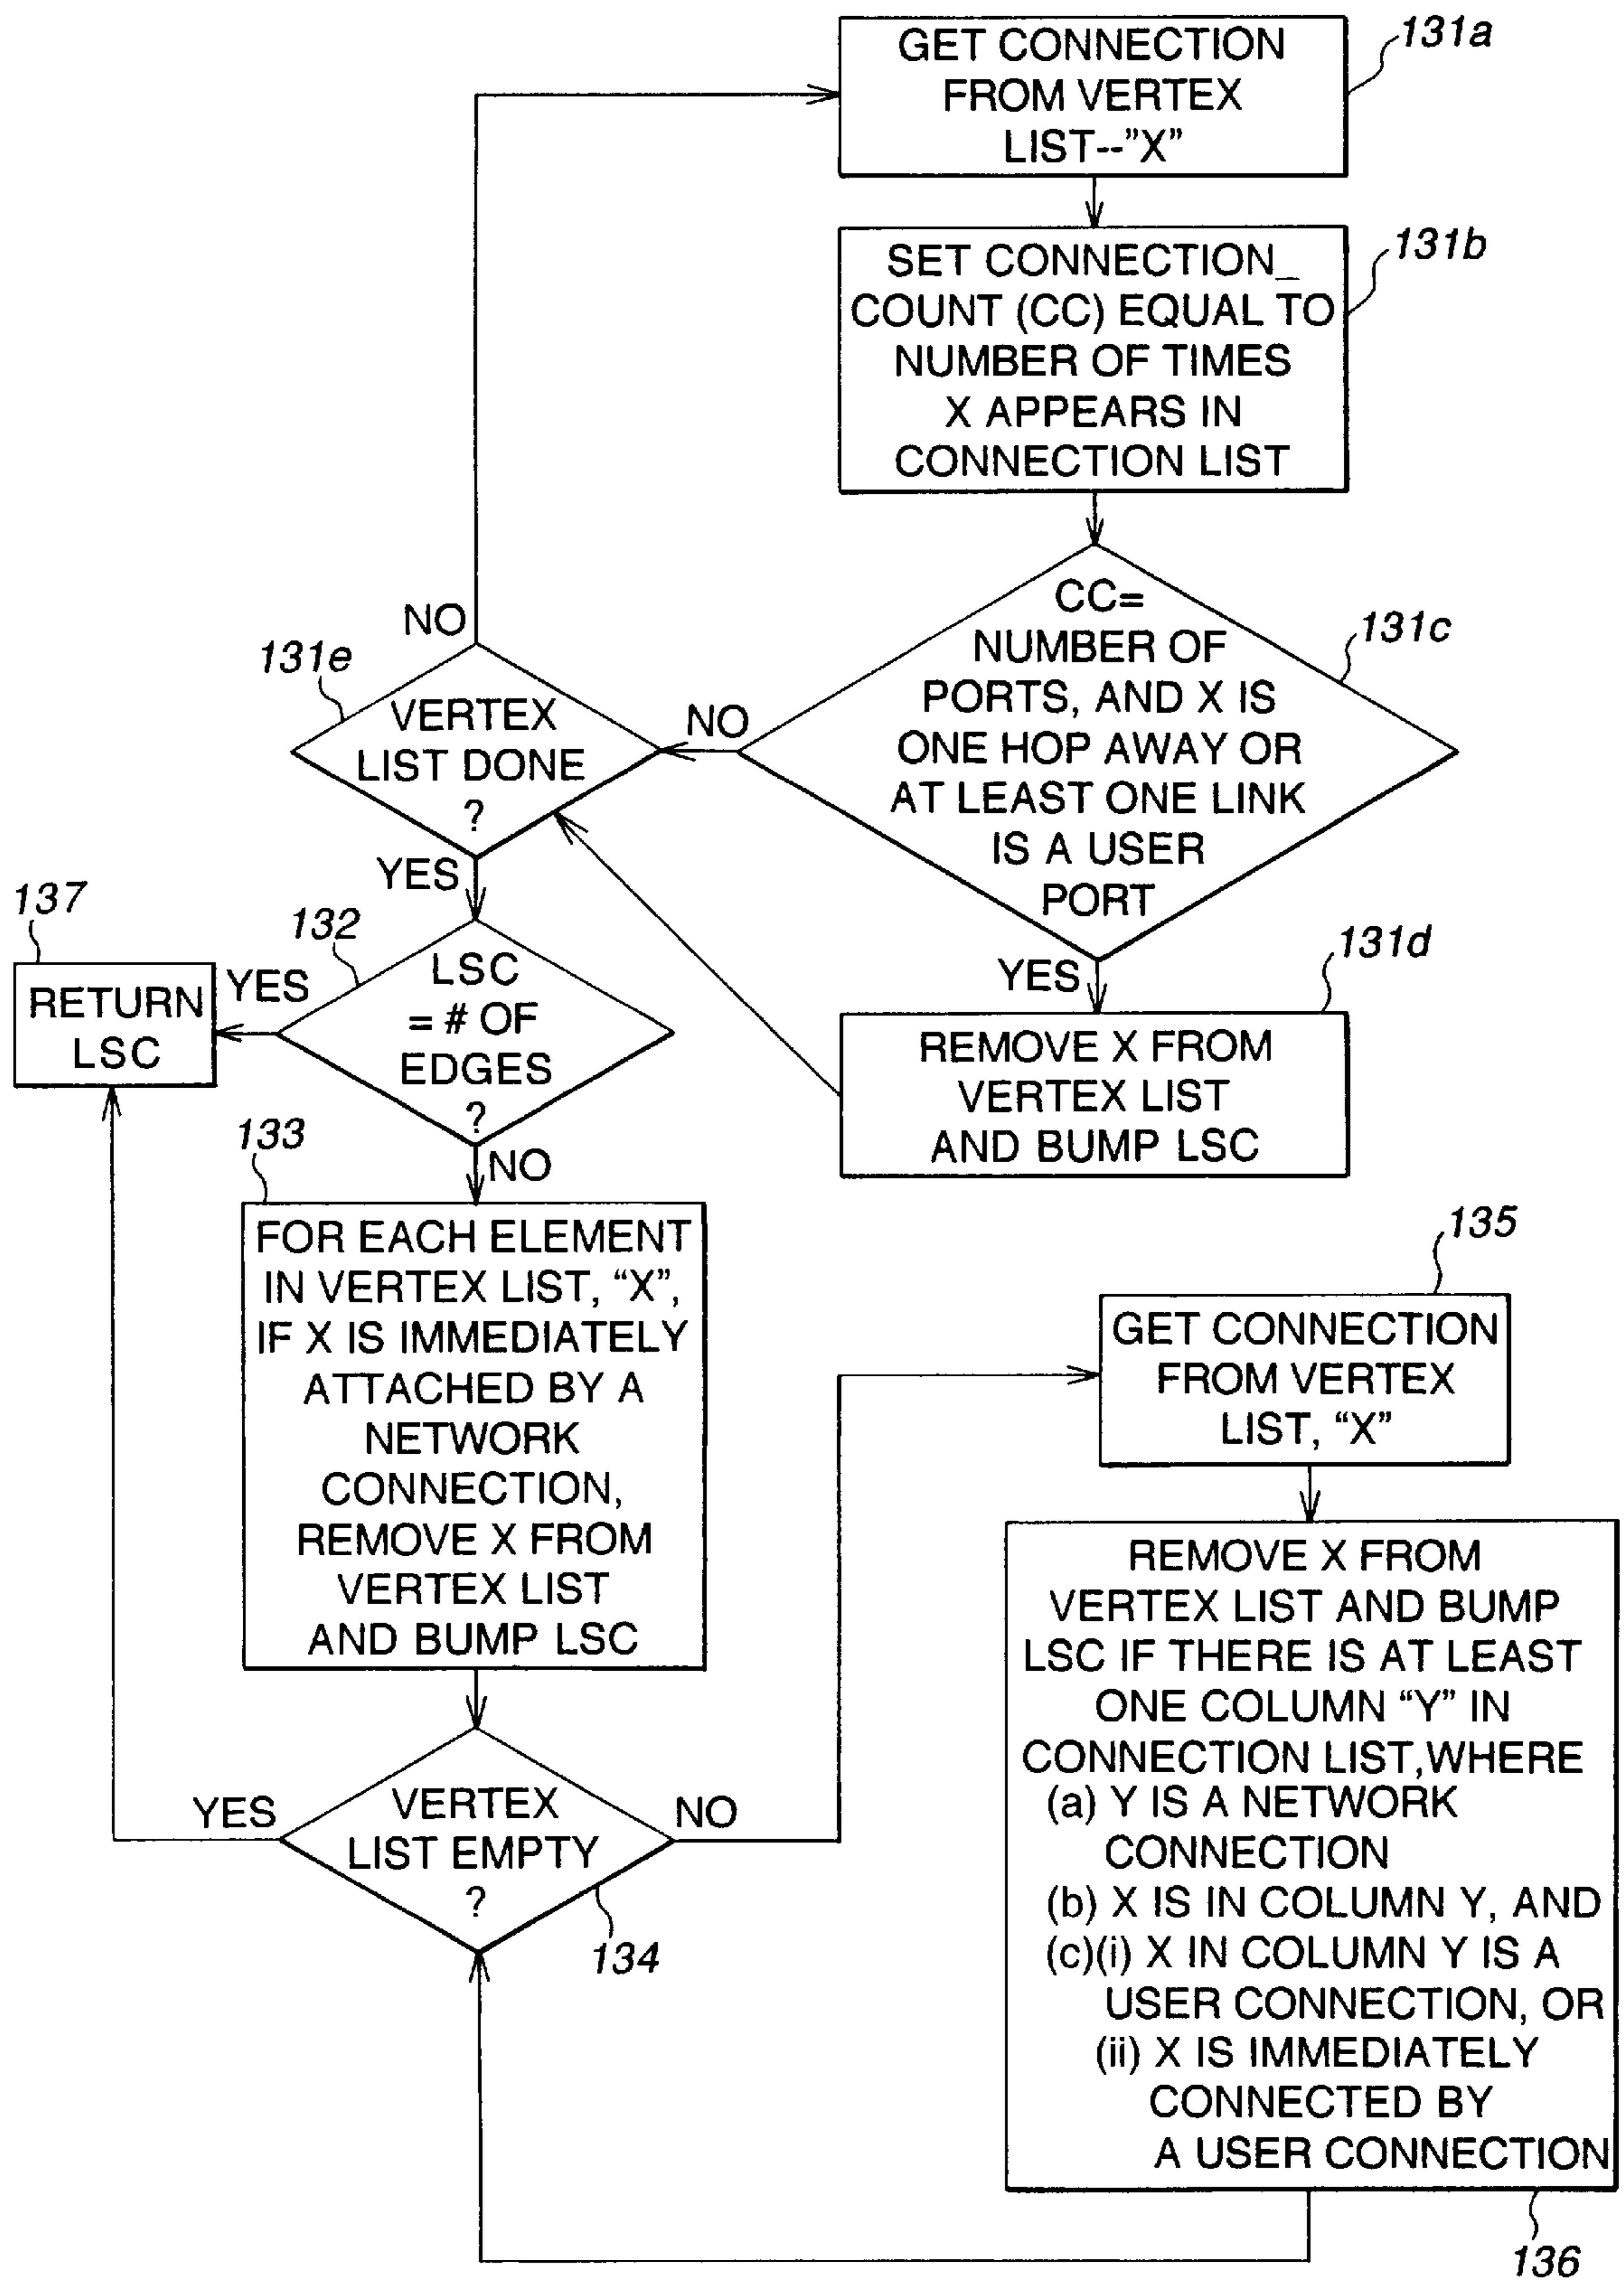 GET CONNECTION
FROM VERTEX
LIST--"X"
131a
SET CONNECTION_
COUNT (CC) EQUAL TO
NUMBER OF TIMES
X APPEARS IN
CONNECTION LIST
131b
CC=
NUMBER OF
PORTS, AND X IS
ONE HOP AWAY OR
AT LEAST ONE LINK
IS A USER
PORT
131c
NO
YES
REMOVE X FROM
VERTEX LIST
AND BUMP LSC
131d
NO
131e
VERTEX
LIST DONE
?
YES
132
LSC
= # OF
EDGES
?
YES
137
RETURN
LSC
NO
133
FOR EACH ELEMENT
IN VERTEX LIST, “X”,
IF X IS IMMEDIATELY
ATTACHED BY A
NETWORK
CONNECTION,
REMOVE X FROM
VERTEX LIST
AND BUMP LSC
VERTEX
LIST EMPTY
?
134
YES
NO
135
GET CONNECTION
FROM VERTEX
LIST, “X”
REMOVE X FROM
VERTEX LIST AND BUMP
LSC IF THERE IS AT LEAST
ONE COLUMN “Y” IN
CONNECTION LIST,WHERE
(a) Y IS A NETWORK
CONNECTION
(b) X IS IN COLUMN Y, AND
(c)(i) X IN COLUMN Y IS A
USER CONNECTION, OR
(ii) X IS IMMEDIATELY
CONNECTED BY
A USER CONNECTION
136